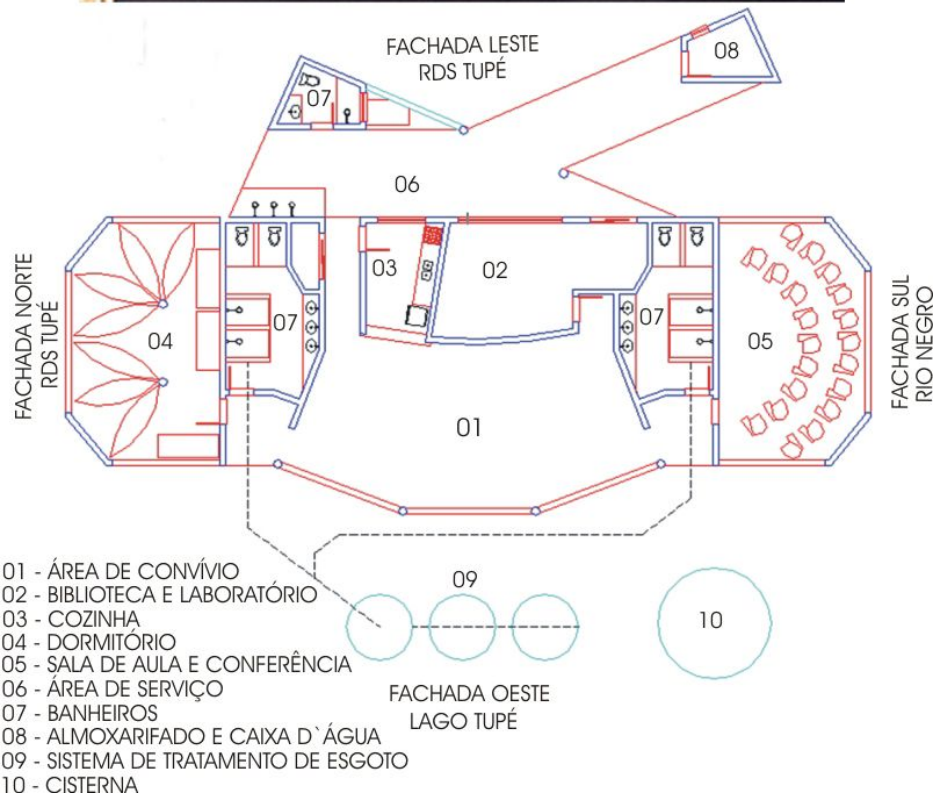 FACHADA LESTE
RDS TUPÉ
08
07
06
03
02
FACHADA NORTE
RDS TUPÉ
04
07
07
05
FACHADA SUL
RIO NEGRO
01
01 - ÁREA DE CONVÍVIO
02 - BIBLIOTECA E LABORATÓRIO
03 - COZINHA
04 - DORMITÓRIO
05 - SALA DE AULA E CONFERÊNCIA
06 - ÁREA DE SERVIÇO
07 - BANHEIROS
08 - ALMOXARIFADO E CAIXA D`ÁGUA
09 - SISTEMA DE TRATAMENTO DE ESGOTO
10 - CISTERNA
09
10
FACHADA OESTE
LAGO TUPÉ